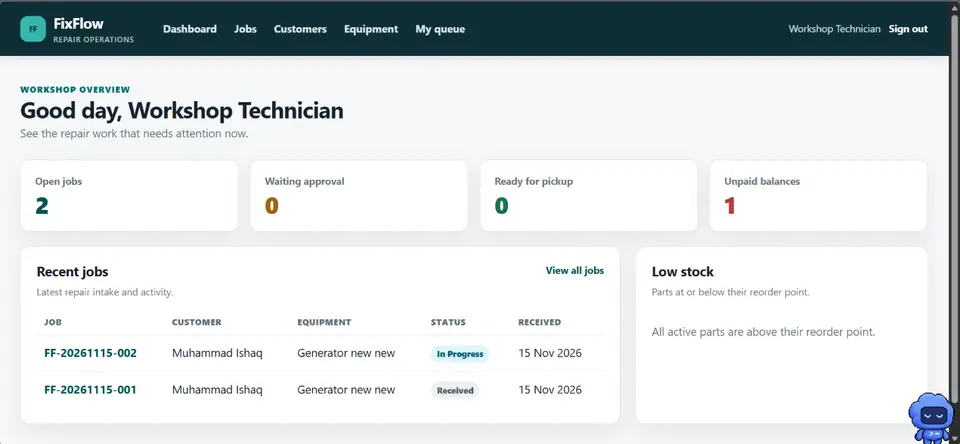 FF
FixFlow
REPAIR OPERATIONS
Dashboard Jobs Customers Equipment My queue
Workshop Technician Sign out
WORKSHOP OVERVIEW
Good day, Workshop Technician
See the repair work that needs attention now.
Open jobs
2
Waiting approval
0
Ready for pickup
0
Unpaid balances
1
Recent jobs
View all jobs
Latest repair intake and activity.
JOB CUSTOMER EQUIPMENT STATUS RECEIVED
FF-20261115-002 Muhammad Ishaq Generator new new In Progress 15 Nov 2026
FF-20261115-001 Muhammad Ishaq Generator new new Received 15 Nov 2026
Low stock
Parts at or below their reorder point.
All active parts are above their reorder point.